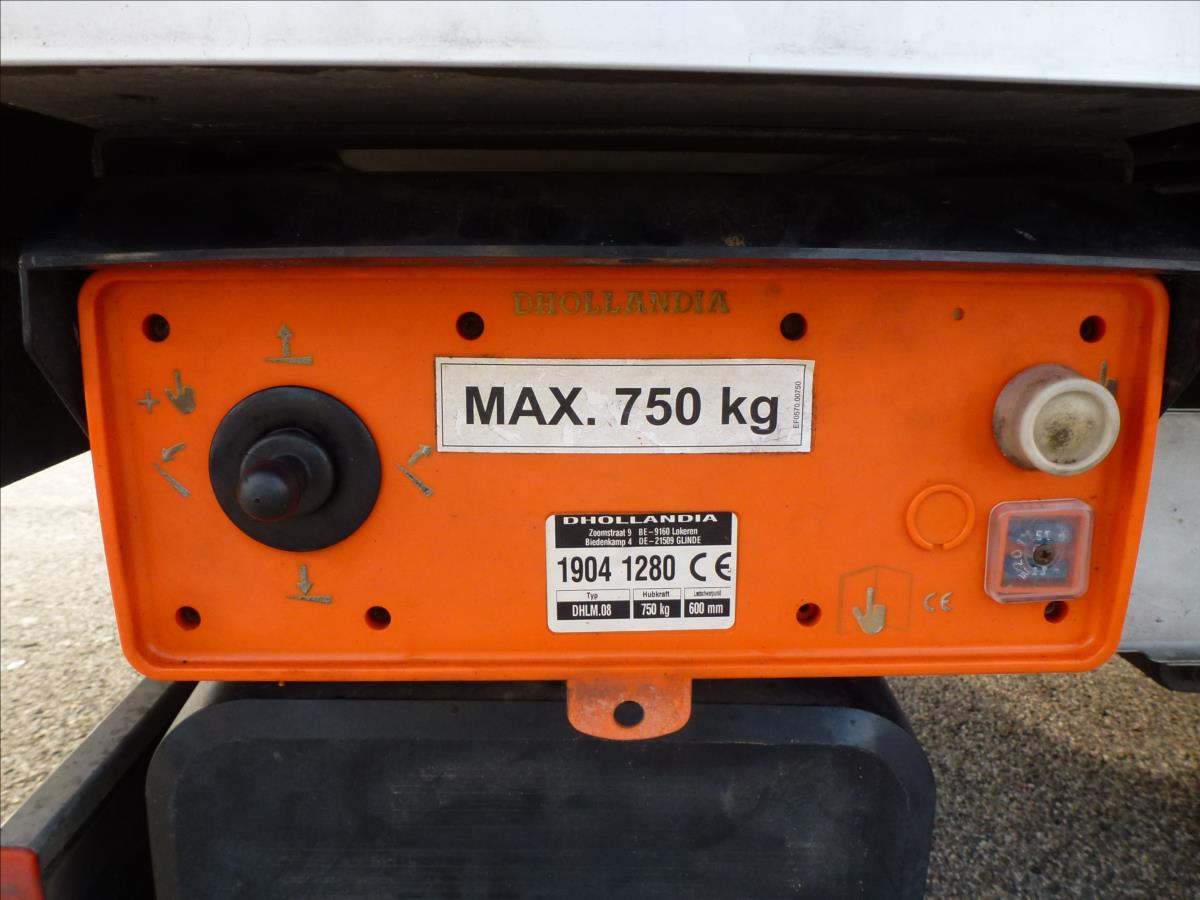 DHOLLANDIA
MAX. 750 kg
EF0570.00750
DHOLLANDIA
Zoomstraat 9 BE-9160 Lokeren
Biedenkamp 4 DE-21509 GLINDE
1904 1280 CE
Typ Hubkraft Lastschwerpunkt
DHLM.08 750 kg 600 mm
CE